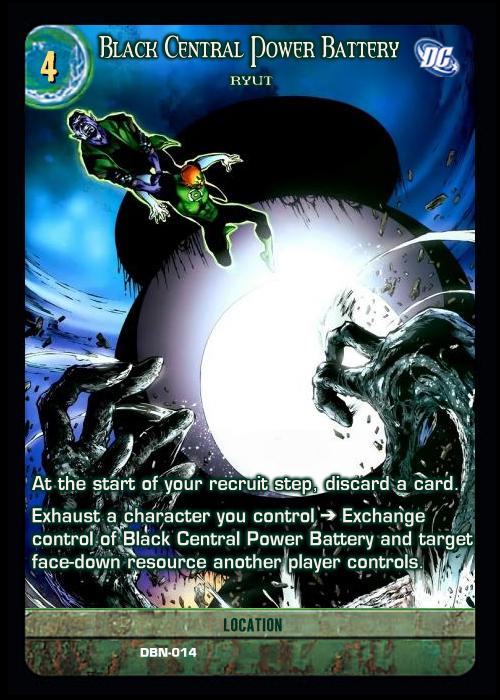 4
Black Central Power Battery
DC
RYUT
At the start of your recruit step, discard a card.
Exhaust a character you control ➔ Exchange
control of Black Central Power Battery and target
face-down resource another player controls.
LOCATION
DBN-014